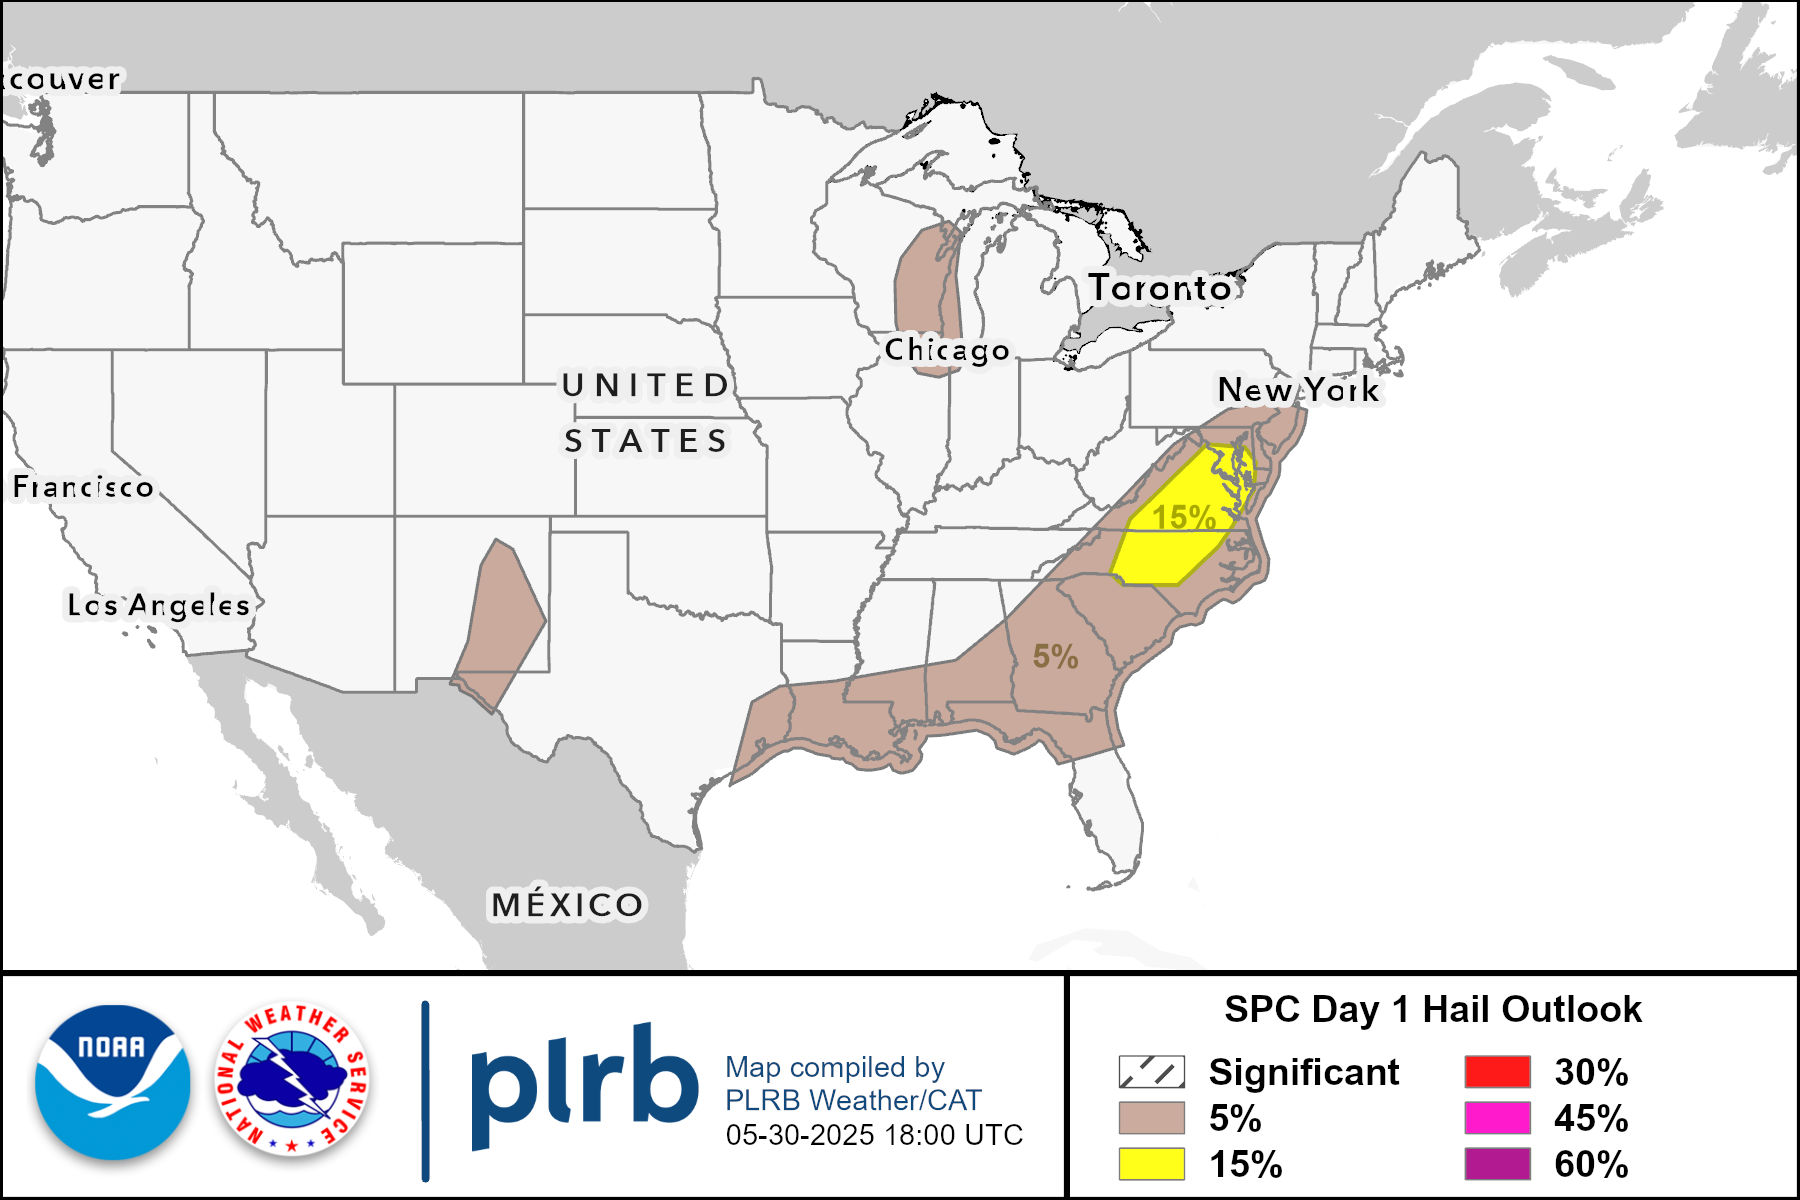 couver
Toronto
Chicago
UNITED
New York
STATES
Francisco
15%
Los Angeles
5%
MÉXICO
NOAA
NATIONAL WEATHER SERVICE
plrb
Map compiled by
PLRB Weather/CAT
05-30-2025 18:00 UTC
SPC Day 1 Hail Outlook
Significant
5%
15%
30%
45%
60%